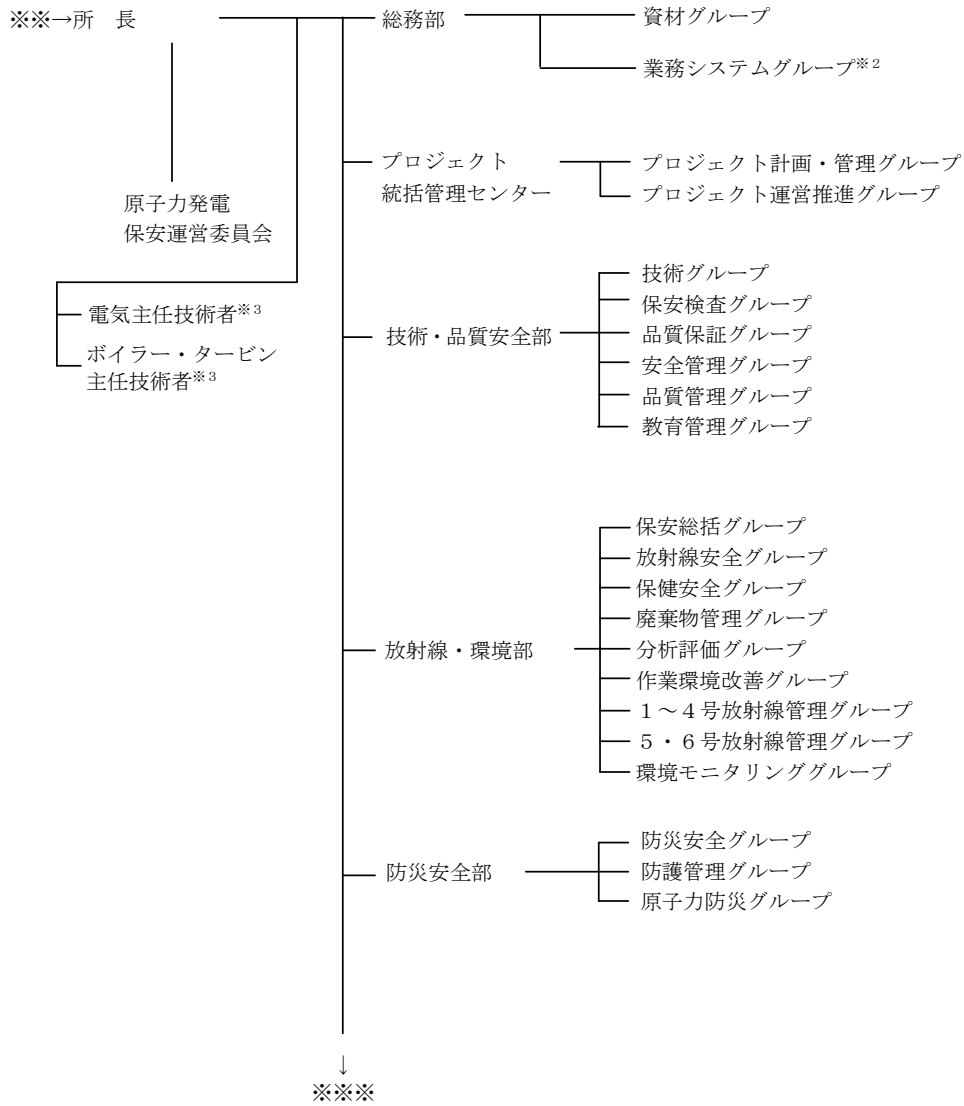 ※※→所　長
総務部
資材グループ
業務システムグループ※2
プロジェクト
統括管理センター
プロジェクト計画・管理グループ
プロジェクト運営推進グループ
原子力発電
保安運営委員会
電気主任技術者※3
ボイラー・タービン
主任技術者※3
技術・品質安全部
技術グループ
保安検査グループ
品質保証グループ
安全管理グループ
品質管理グループ
教育管理グループ
放射線・環境部
保安総括グループ
放射線安全グループ
保健安全グループ
廃棄物管理グループ
分析評価グループ
作業環境改善グループ
１～４号放射線管理グループ
５・６号放射線管理グループ
環境モニタリンググループ
防災安全部
防災安全グループ
防護管理グループ
原子力防災グループ
↓
※※※